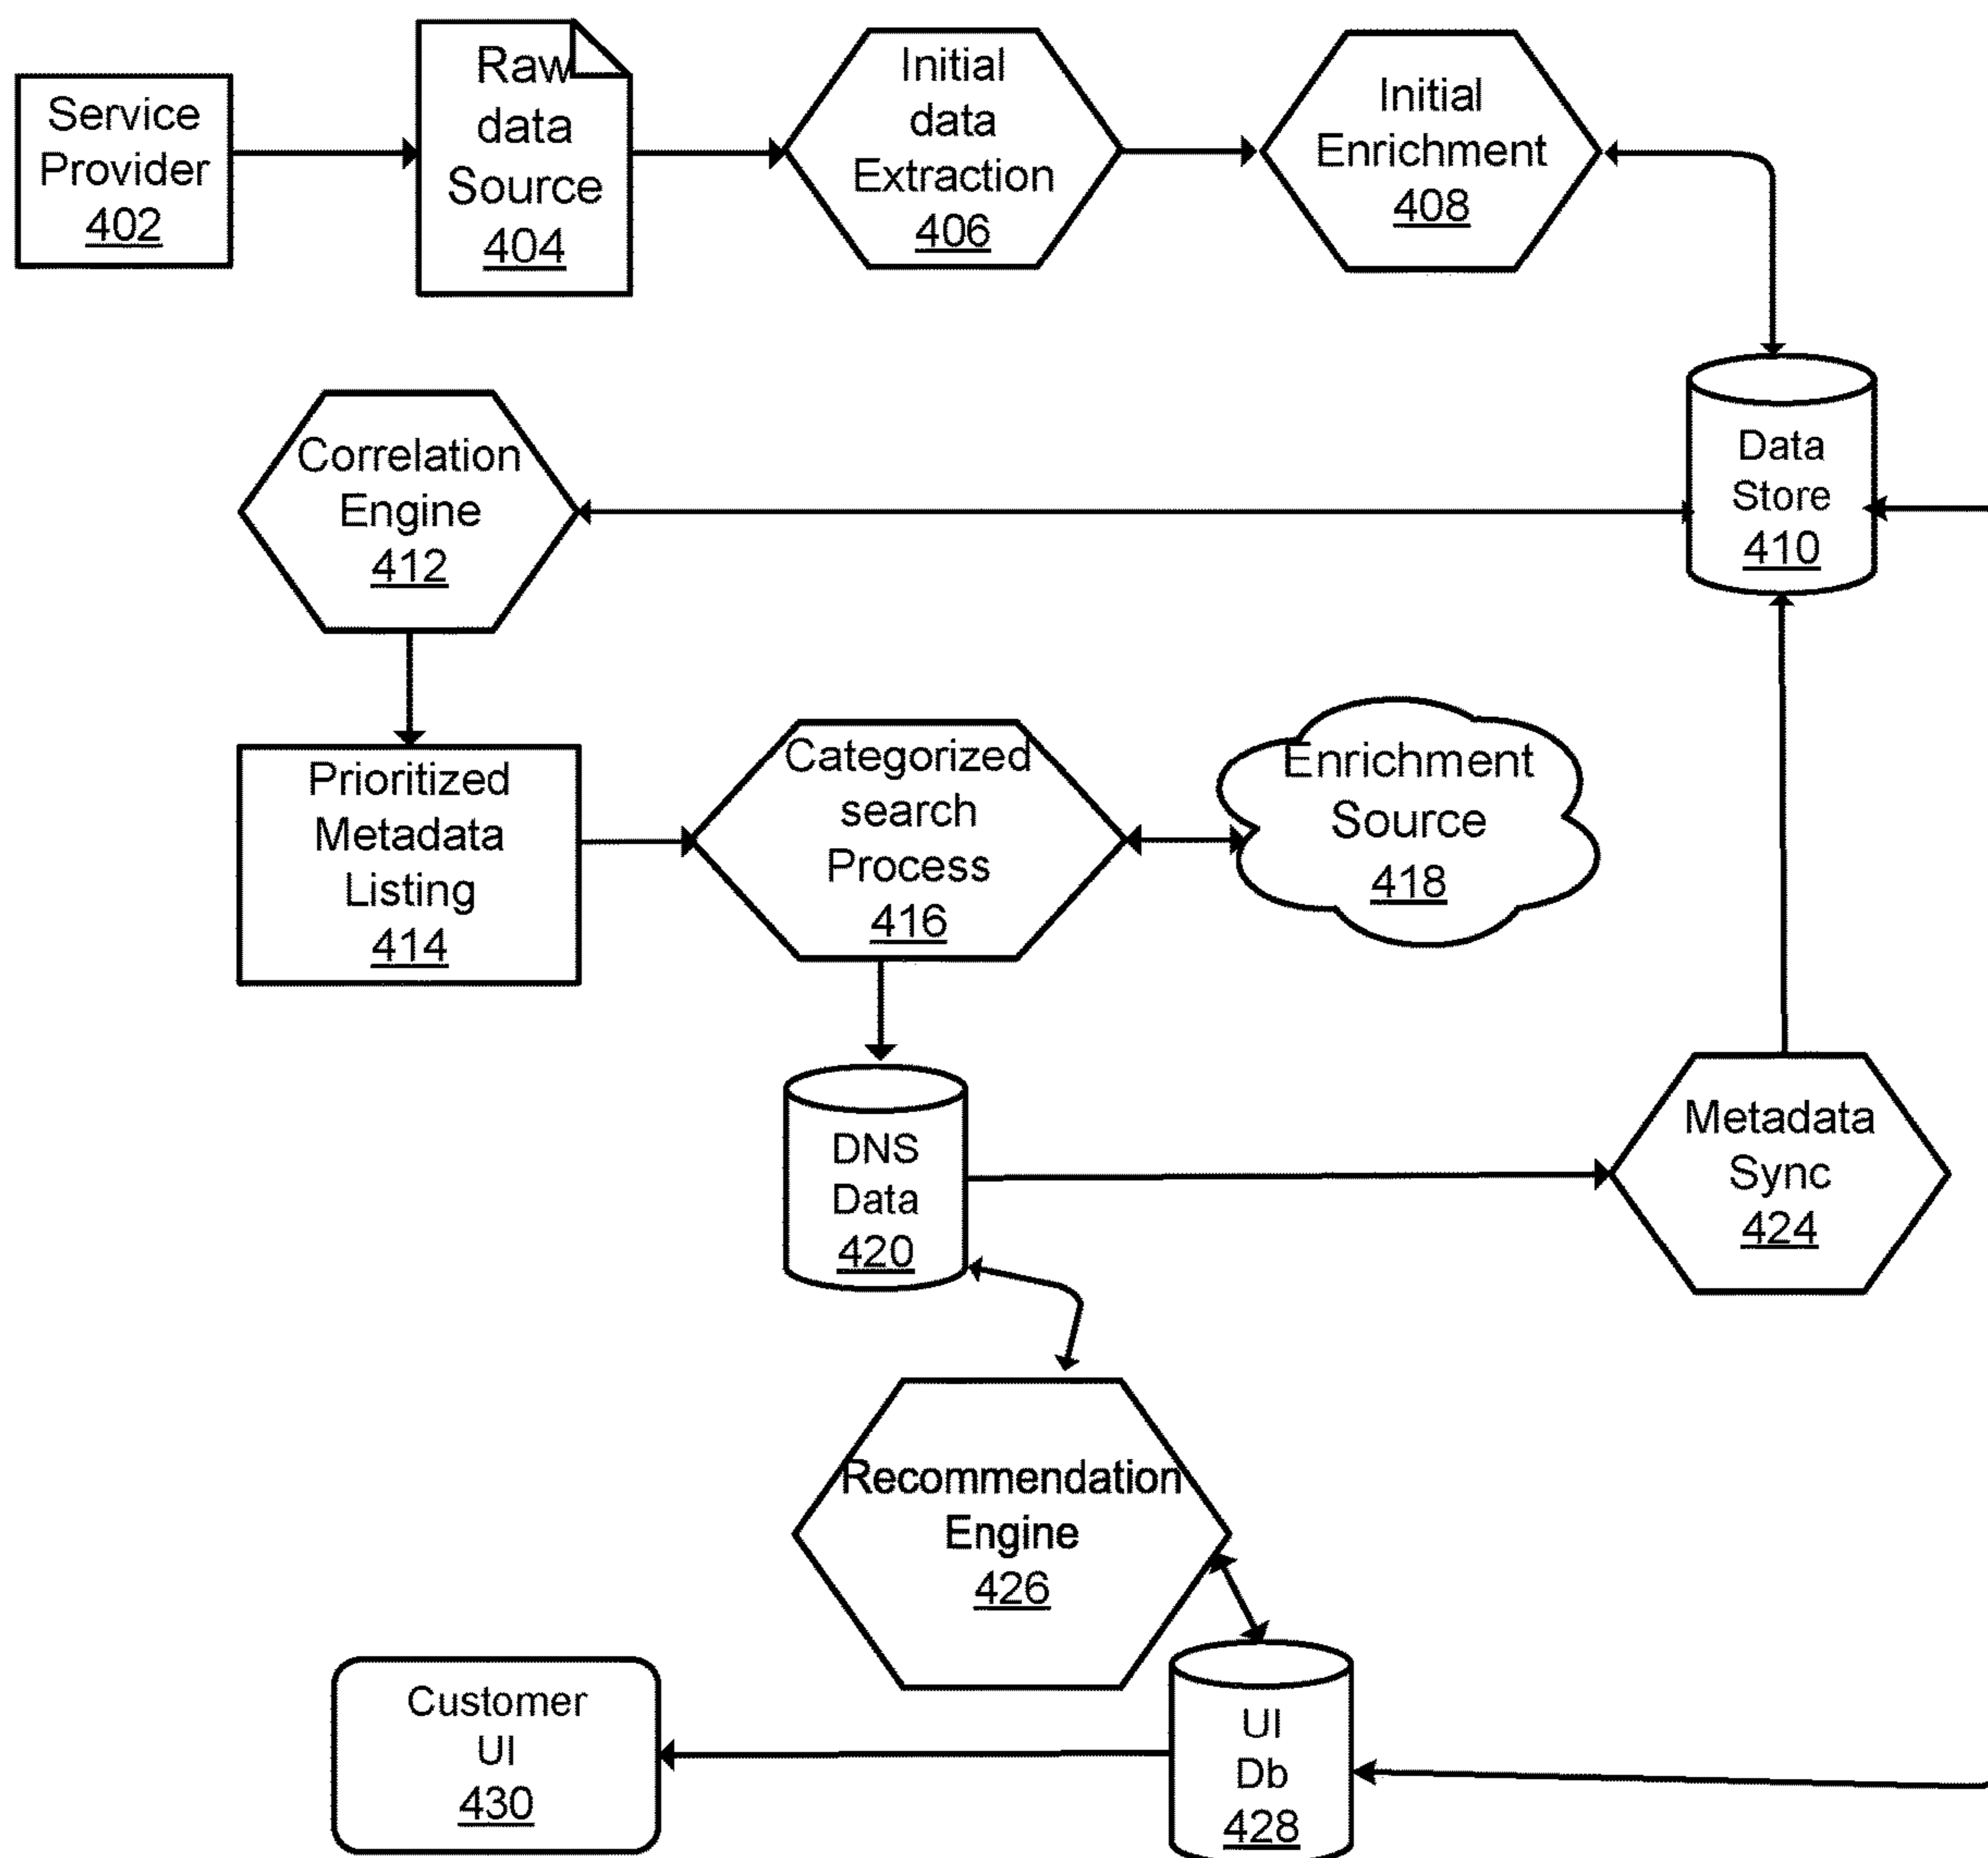 Service
Provider
402
Raw
data
Source
404
Initial
data
Extraction
406
Initial
Enrichment
408
Data
Store
410
Correlation
Engine
412
Prioritized
Metadata
Listing
414
Categorized
search
Process
416
Enrichment
Source
418
DNS
Data
420
Metadata
Sync
424
Recommendation
Engine
426
Customer
UI
430
UI
Db
428